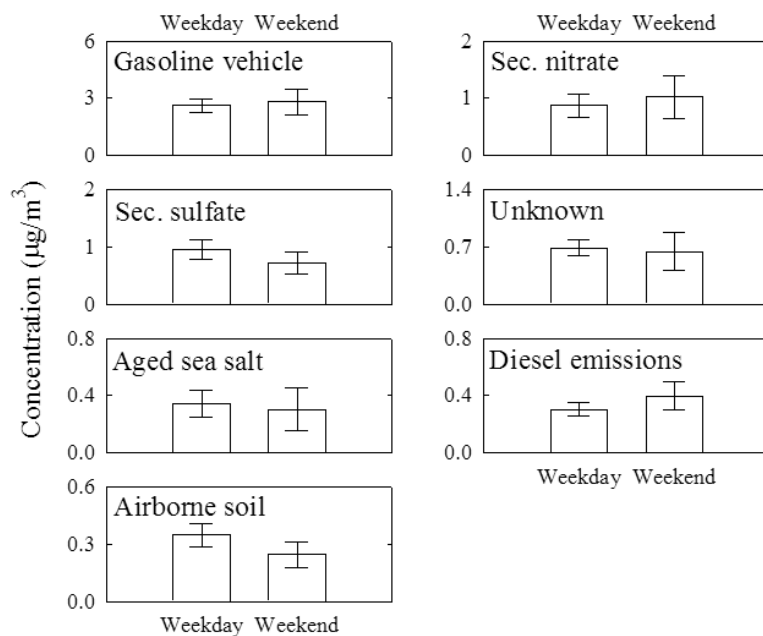 Weekday Weekend
6
Gasoline vehicle
3
0
Weekday Weekend
2
Sec. nitrate
1
0
2
Sec. sulfate
1
0
1.4
Unknown
0.7
0.0
0.8
Aged sea salt
0.4
0.0
0.8
Diesel emissions
0.4
0.0
Weekday Weekend
0.6
Airborne soil
0.3
0.0
Weekday Weekend
Concentration (µg/m³)